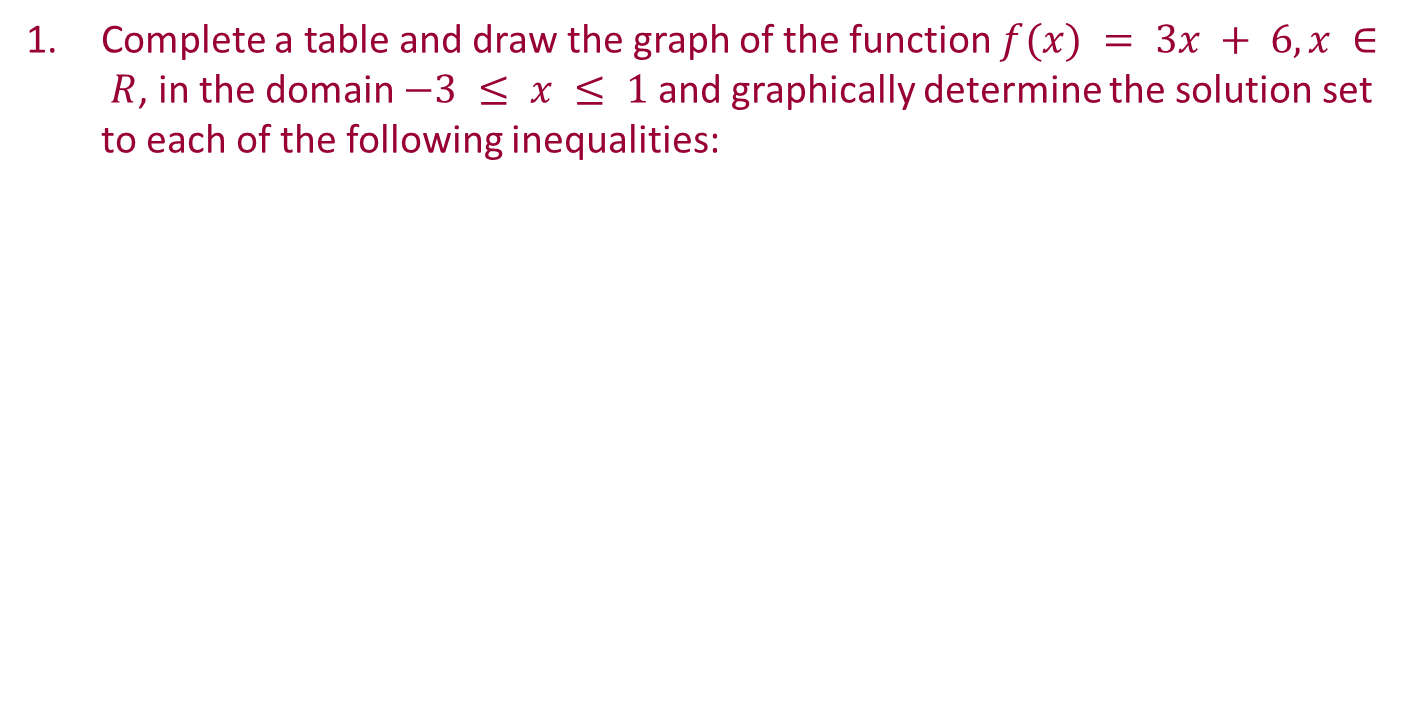 1. Complete a table and draw the graph of the function f(x) = 3x + 6, x ∈
R, in the domain −3 ≤ x ≤ 1 and graphically determine the solution set
to each of the following inequalities: